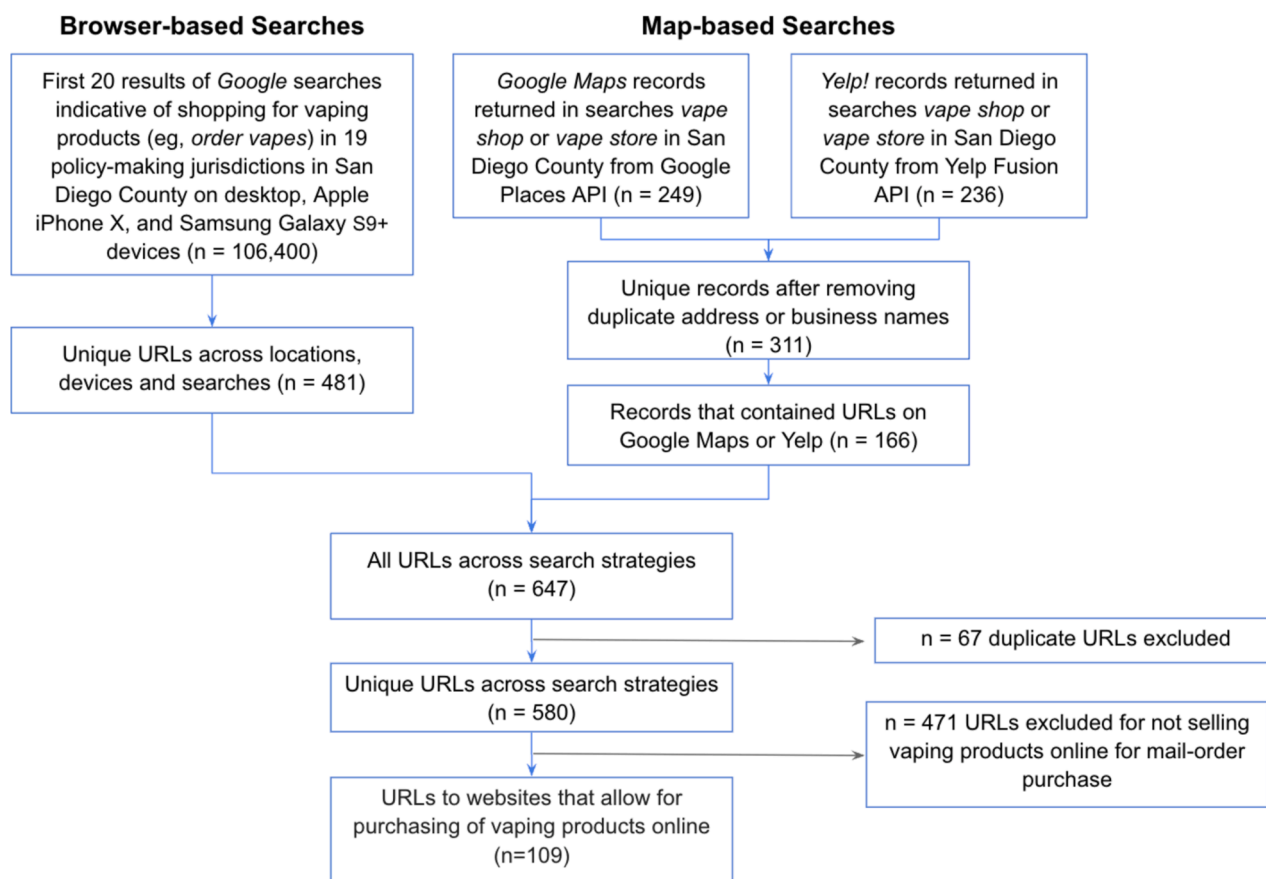 Browser-based Searches
First 20 results of Google searches
indicative of shopping for vaping
products (eg, order vapes) in 19
policy-making jurisdictions in San
Diego County on desktop, Apple
iPhone X, and Samsung Galaxy S9+
devices (n = 106,400)
Unique URLs across locations,
devices and searches (n = 481)
Map-based Searches
Google Maps records
returned in searches vape
shop or vape store in San
Diego County from Google
Places API (n = 249)
Yelp! records returned in
searches vape shop or
vape store in San Diego
County from Yelp Fusion
API (n = 236)
Unique records after removing
duplicate address or business names
(n = 311)
Records that contained URLs on
Google Maps or Yelp (n = 166)
All URLs across search strategies
(n = 647)
n = 67 duplicate URLs excluded
Unique URLs across search strategies
(n = 580)
n = 471 URLs excluded for not selling
vaping products online for mail-order
purchase
URLs to websites that allow for
purchasing of vaping products online
(n=109)